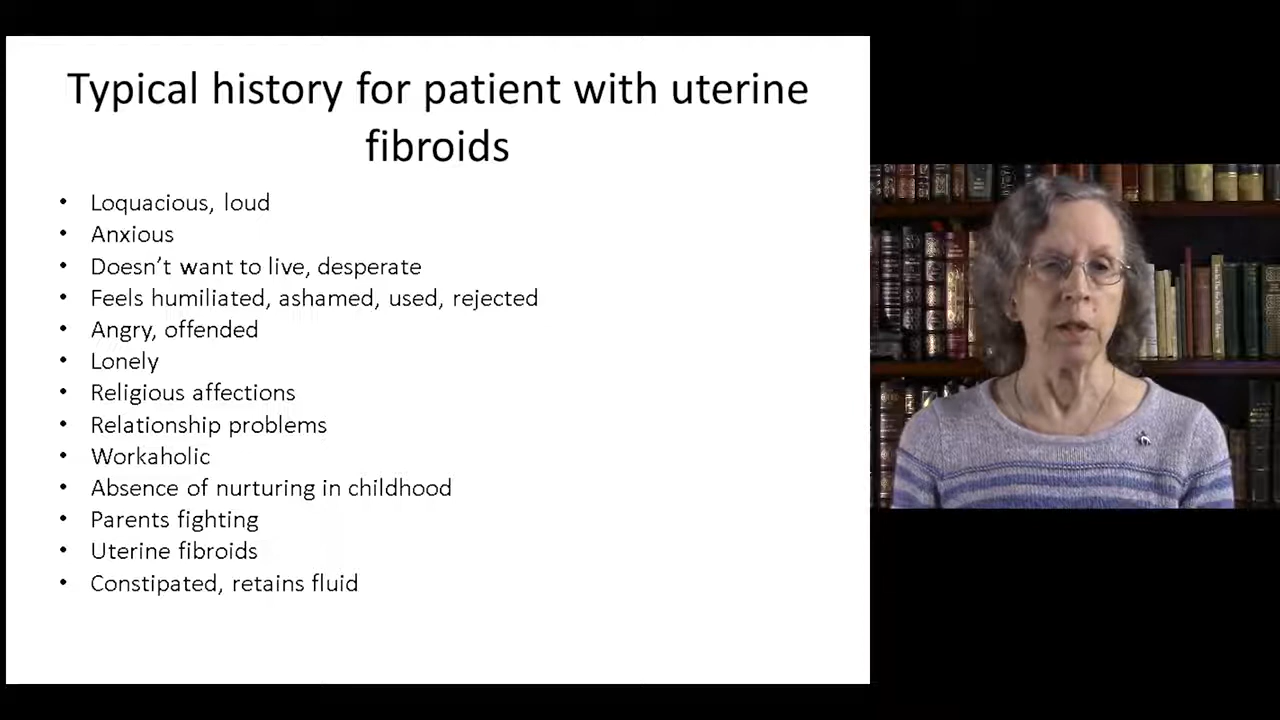 Typical history for patient with uterine
fibroids
• Loquacious, loud
• Anxious
• Doesn’t want to live, desperate
• Feels humiliated, ashamed, used, rejected
• Angry, offended
• Lonely
• Religious affections
• Relationship problems
• Workaholic
• Absence of nurturing in childhood
• Parents fighting
• Uterine fibroids
• Constipated, retains fluid